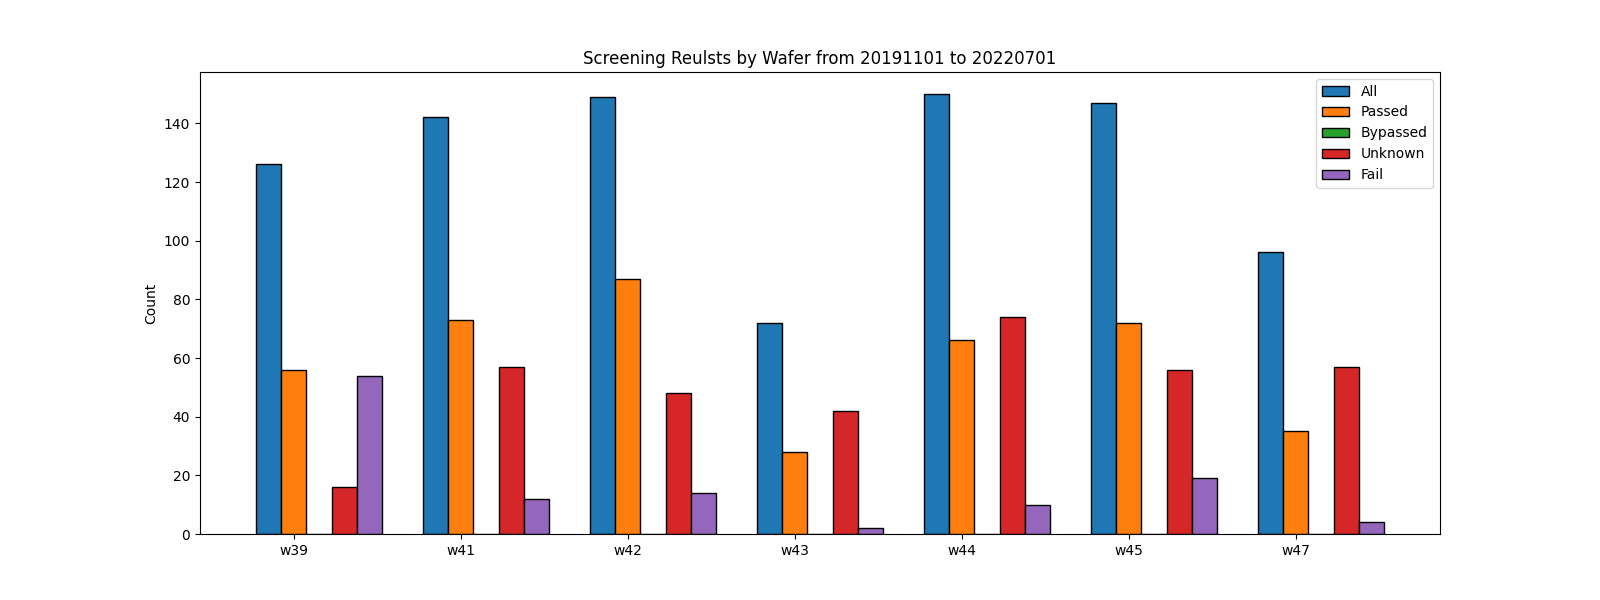 Screening Reulsts by Wafer from 20191101 to 20220701
All
Passed
Bypassed
Unknown
Fail
Count
140
120
100
80
60
40
20
0
w39 w41 w42 w43 w44 w45 w47